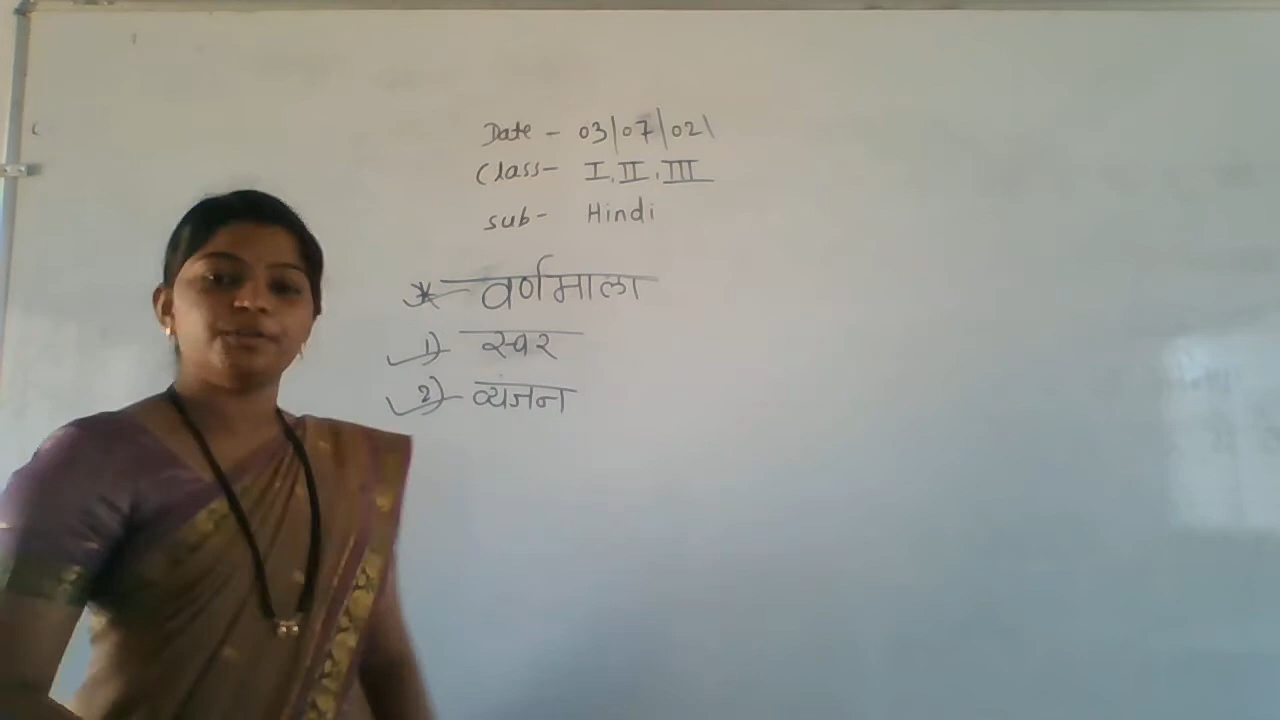 Date - 03/07/021
Class- I, II, III
sub- Hindi
* वर्णमाला
1) स्वर
2) व्यंजन